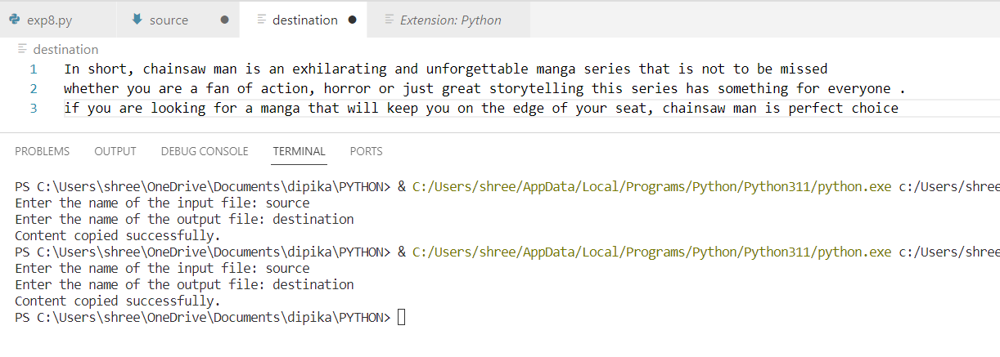 exp8.py source destination Extension: Python
destination
1 In short, chainsaw man is an exhilarating and unforgettable manga series that is not to be missed
2 whether you are a fan of action, horror or just great storytelling this series has something for everyone .
3 if you are looking for a manga that will keep you on the edge of your seat, chainsaw man is perfect choice
PROBLEMS OUTPUT DEBUG CONSOLE TERMINAL PORTS
PS C:\Users\shree\OneDrive\Documents\dipika\PYTHON> & C:/Users/shree/AppData/Local/Programs/Python/Python311/python.exe c:/Users/shree
Enter the name of the input file: source
Enter the name of the output file: destination
Content copied successfully.
PS C:\Users\shree\OneDrive\Documents\dipika\PYTHON> & C:/Users/shree/AppData/Local/Programs/Python/Python311/python.exe c:/Users/shree
Enter the name of the input file: source
Enter the name of the output file: destination
Content copied successfully.
PS C:\Users\shree\OneDrive\Documents\dipika\PYTHON>